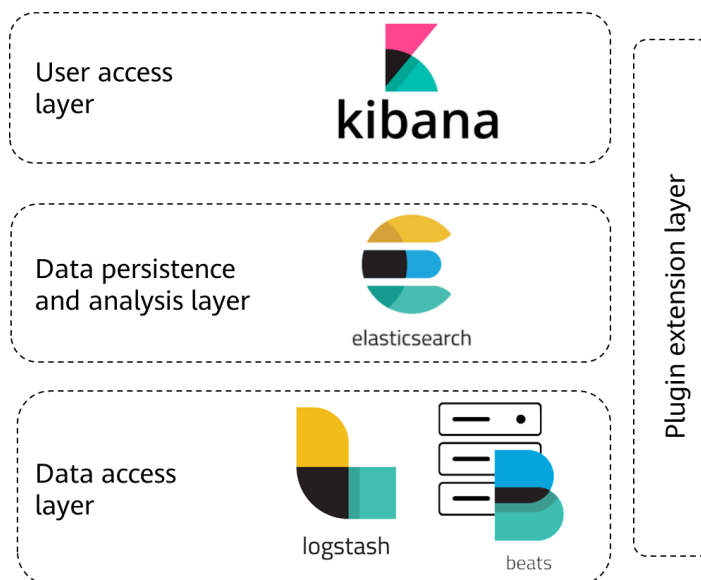 User access
layer
kibana
Data persistence
and analysis layer
elasticsearch
Data access
layer
logstash
beats
Plugin extension layer